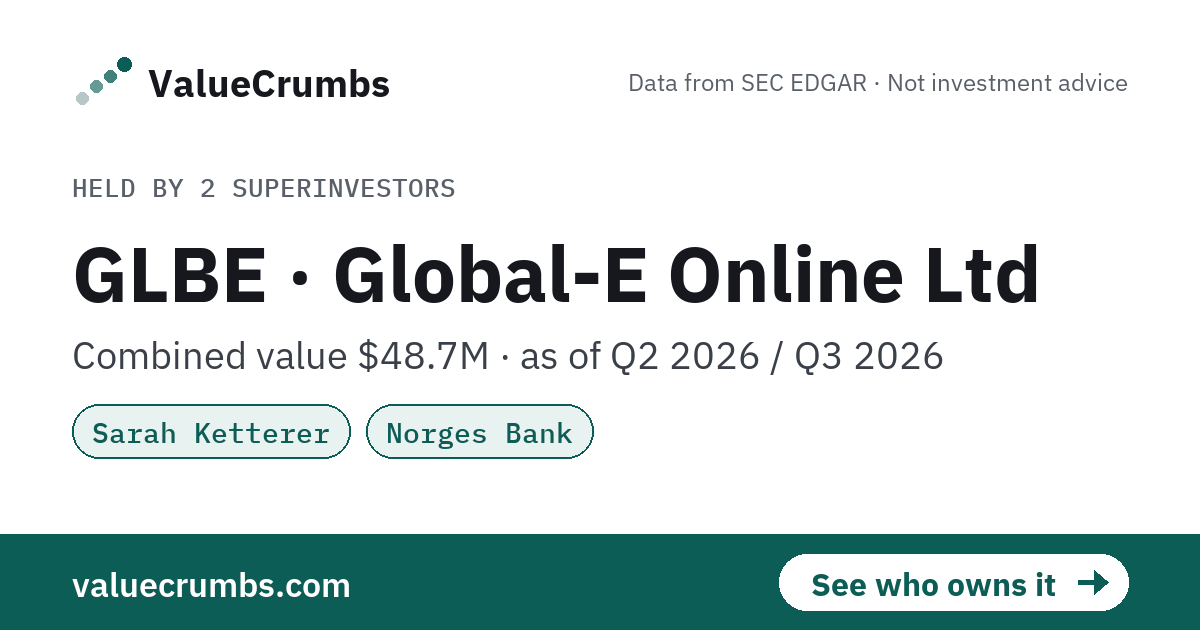 ValueCrumbs
Data from SEC EDGAR · Not investment advice
HELD BY 2 SUPERINVESTORS
GLBE · Global-E Online Ltd
Combined value $48.7M · as of Q2 2026 / Q3 2026
Sarah Ketterer
Norges Bank
valuecrumbs.com
See who owns it →